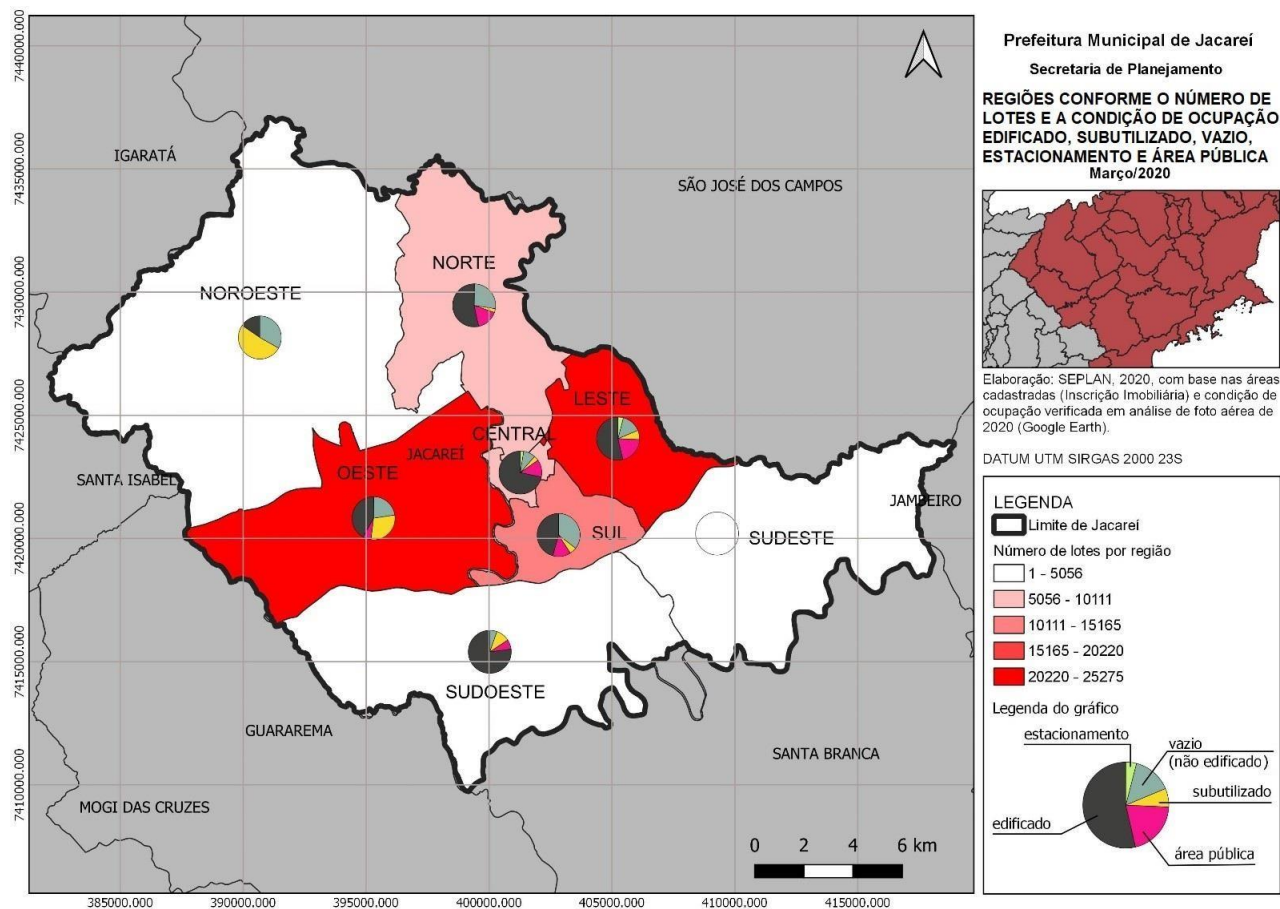 7440000.000
7435000.000
7430000.000
7425000.000
7420000.000
7415000.000
7410000.000
IGARATÁ
SÃO JOSÉ DOS CAMPOS
NORTE
NOROESTE
LESTE
CENTRAL
JACAREÍ
OESTE
SANTA ISABEL
JAMBEIRO
SUL
SUDESTE
SUDOESTE
GUARAREMA
SANTA BRANCA
MOGI DAS CRUZES
0 2 4 6 km
385000.000 390000.000 395000.000 400000.000 405000.000 410000.000 415000.000
Prefeitura Municipal de Jacareí
Secretaria de Planejamento
REGIÕES CONFORME O NÚMERO DE
LOTES E A CONDIÇÃO DE OCUPAÇÃO
EDIFICADO, SUBUTILIZADO, VAZIO,
ESTACIONAMENTO E ÁREA PÚBLICA
Março/2020
Elaboração: SEPLAN, 2020, com base nas áreas
cadastradas (Inscrição Imobiliária) e condição de
ocupação verificada em análise de foto aérea de
2020 (Google Earth).
DATUM UTM SIRGAS 2000 23S
LEGENDA
Limite de Jacareí
Número de lotes por região
1 - 5056
5056 - 10111
10111 - 15165
15165 - 20220
20220 - 25275
Legenda do gráfico
estacionamento
vazio
(não edificado)
subutilizado
edificado
área pública